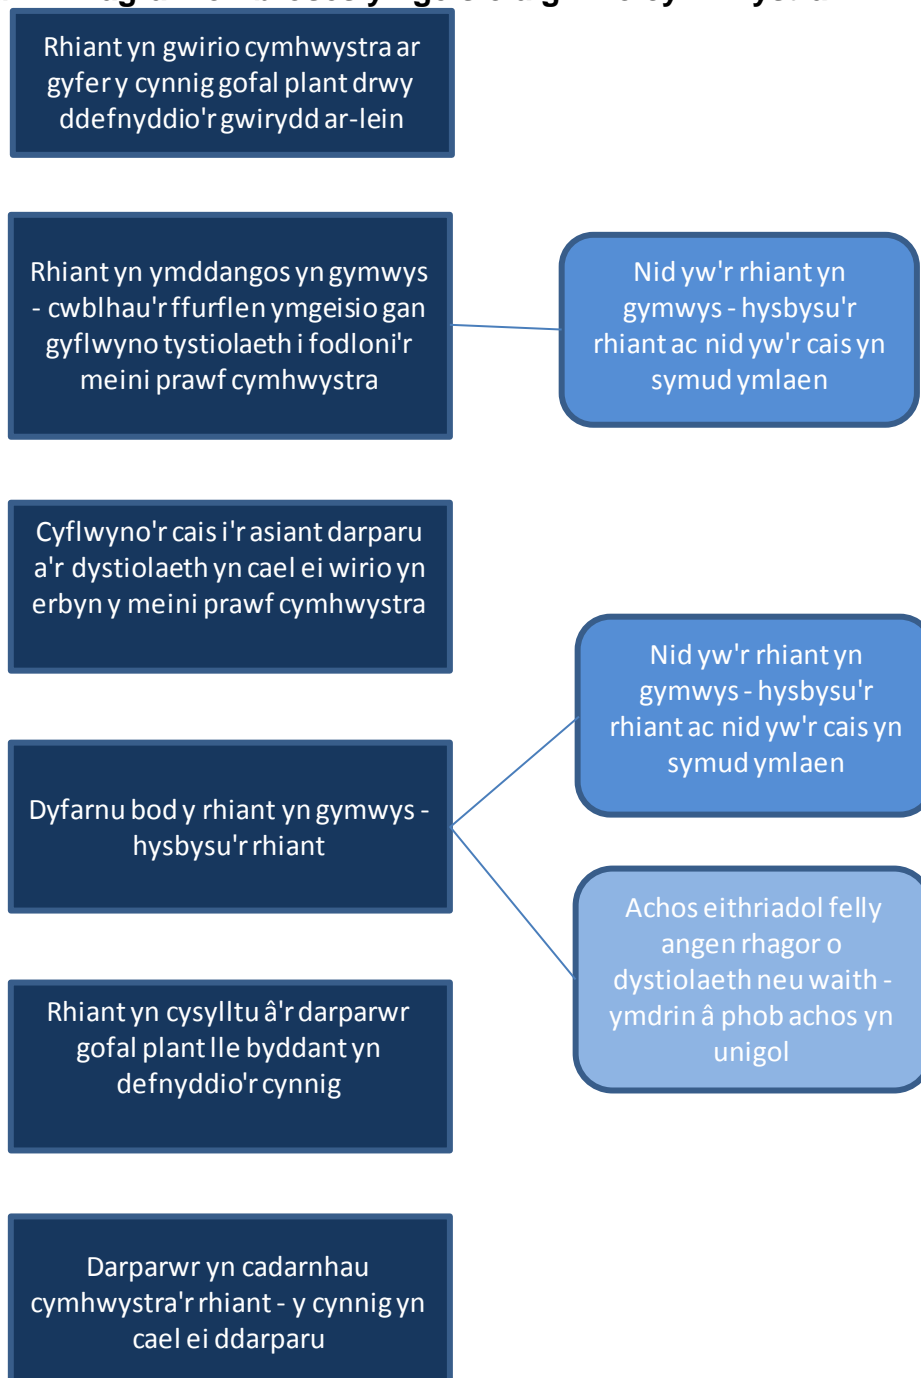 Rhiant yn gwirio cymhwystra ar
gyfer y cynnig gofal plant drwy
ddefnyddio'r gwirydd ar-lein
Rhiant yn ymddangos yn gymwys
- cwblhau'r ffurflen ymgeisio gan
gyflwyno tystiolaeth i fodloni'r
meini prawf cymhwystra
Nid yw'r rhiant yn
gymwys - hysbysu'r
rhiant ac nid yw'r cais yn
symud ymlaen
Cyflwyno'r cais i'r asiant darparu
a'r dystiolaeth yn cael ei wirio yn
erbyn y meini prawf cymhwystra
Nid yw'r rhiant yn
gymwys - hysbysu'r
rhiant ac nid yw'r cais yn
symud ymlaen
Dyfarnu bod y rhiant yn gymwys -
hysbysu'r rhiant
Achos eithriadol felly
angen rhagor o
dystiolaeth neu waith -
ymdrin â phob achos yn
unigol
Rhiant yn cysylltu â'r darparwr
gofal plant lle byddant yn
defnyddio'r cynnig
Darparwr yn cadarnhau
cymhwystra'r rhiant - y cynnig yn
cael ei ddarparu